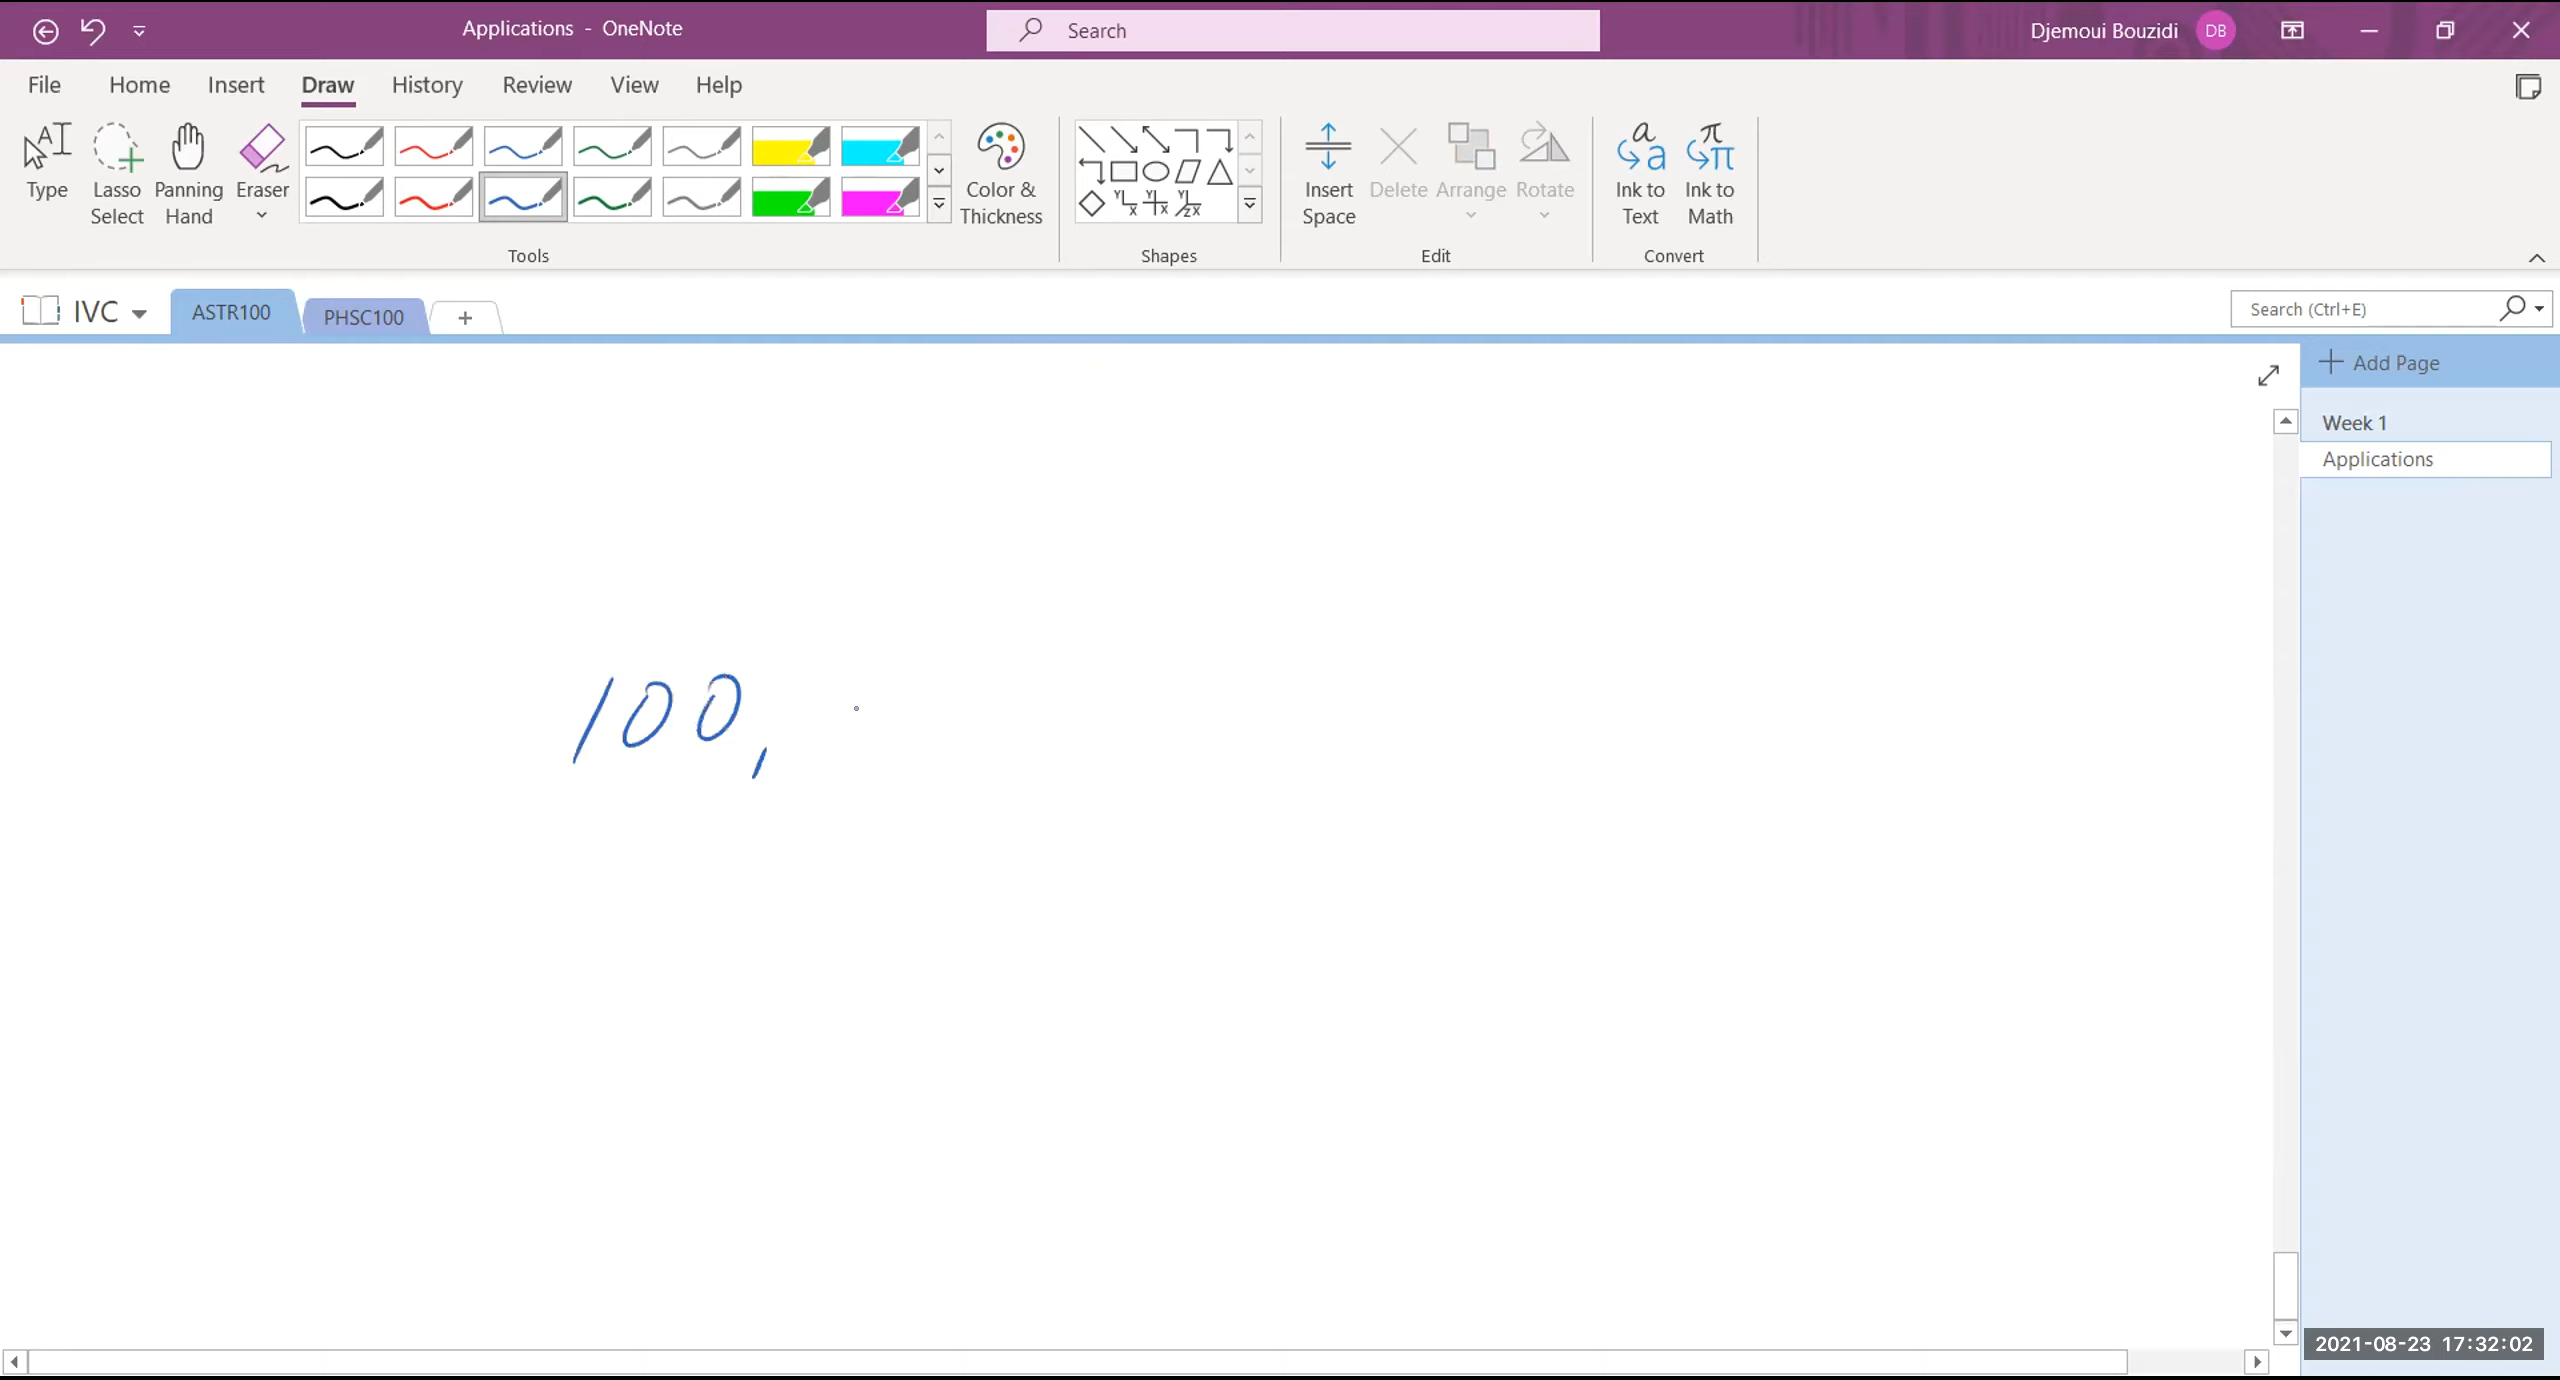 Applications - OneNote
Search
Djemoui Bouzidi DB
File Home Insert Draw History Review View Help
Type
Lasso Select
Panning Hand
Eraser
Color & Thickness
Insert Space
Delete
Arrange
Rotate
Ink to Text
Ink to Math
Tools
Shapes
Edit
Convert
IVC
ASTR100
PHSC100
+
Search (Ctrl+E)
Add Page
Week 1
Applications
100,
2021-08-23 17:32:02